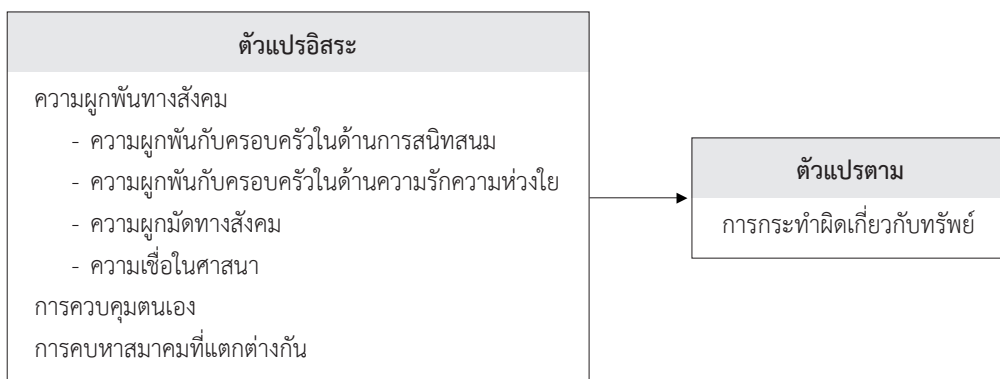 ตัวแปรอิสระ
ความผูกพันทางสังคม
- ความผูกพันกับครอบครัวในด้านการสนิทสนม
- ความผูกพันกับครอบครัวในด้านความรักความห่วงใย
- ความผูกมัดทางสังคม
- ความเชื่อในศาสนา
การควบคุมตนเอง
การคบหาสมาคมที่แตกต่างกัน
ตัวแปรตาม
การกระทำผิดเกี่ยวกับทรัพย์